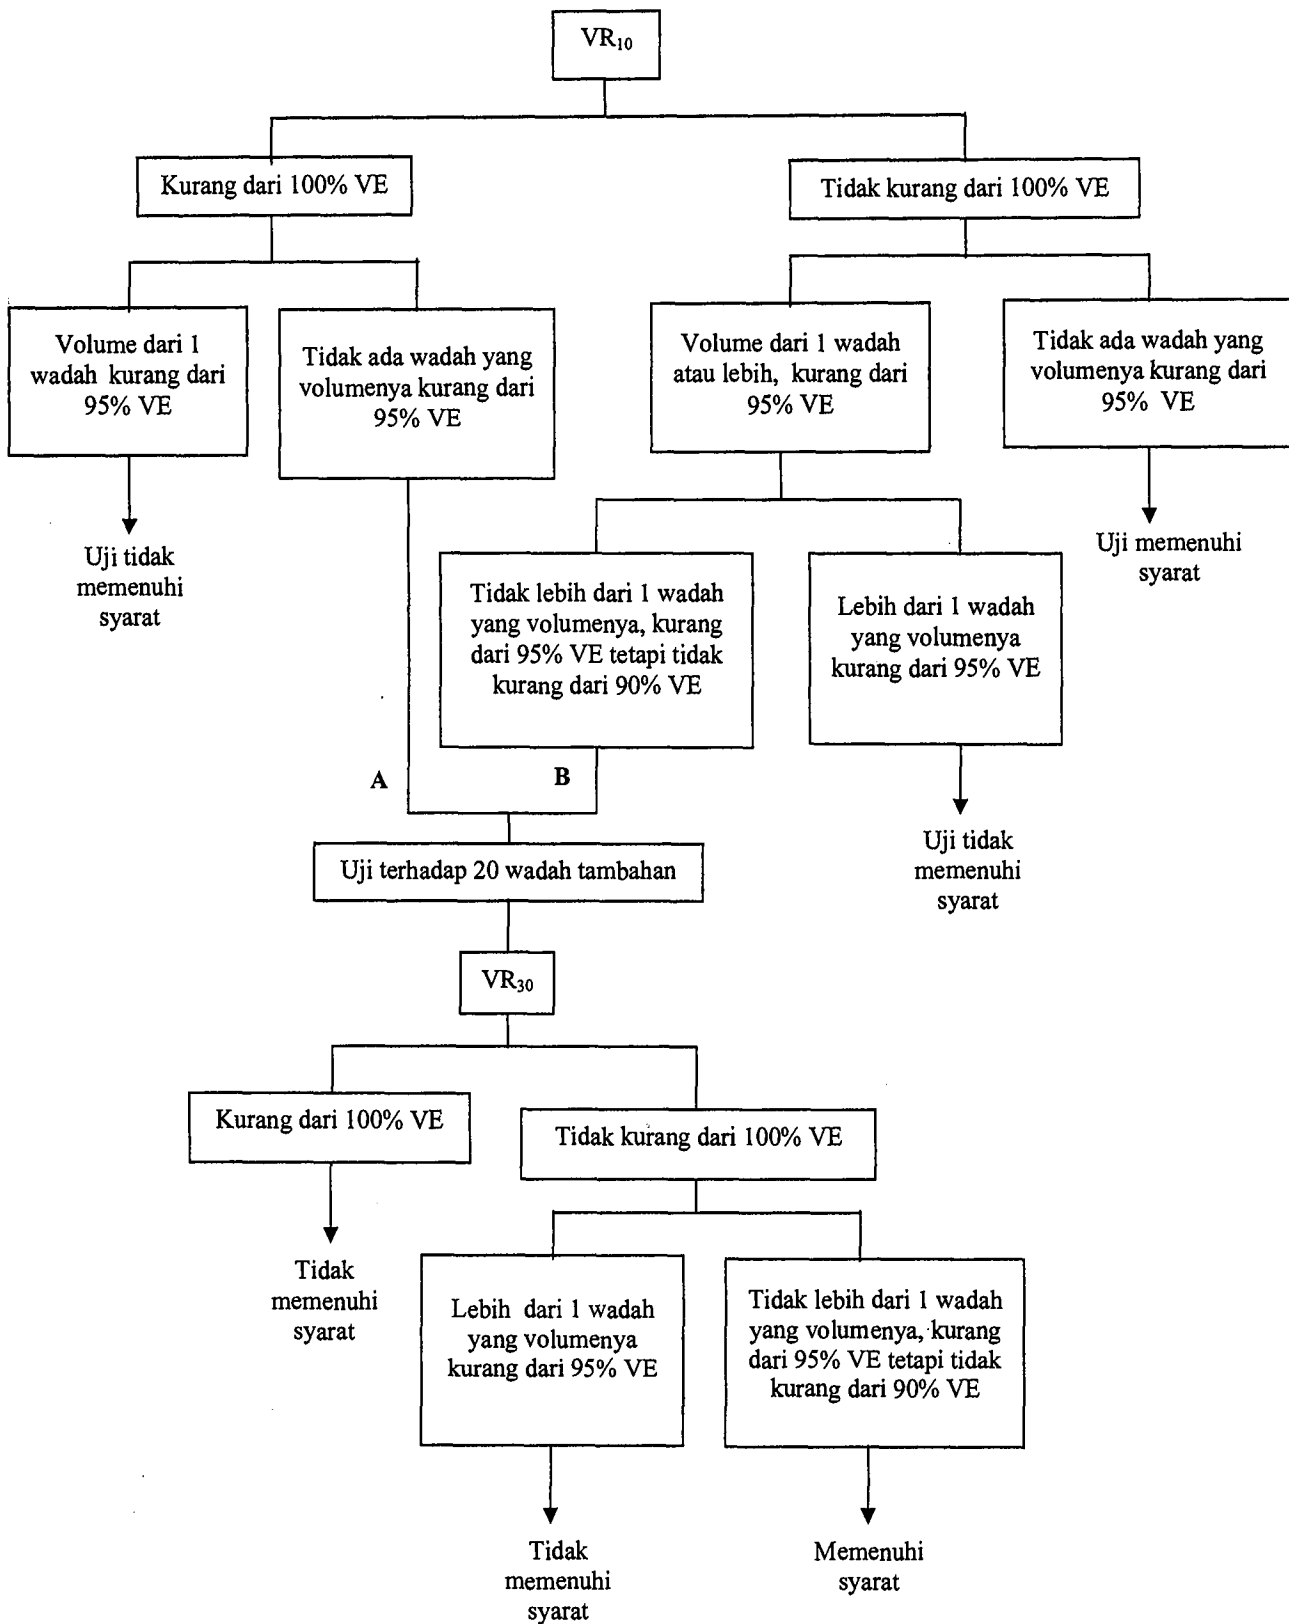 VR₁₀
Kurang dari 100% VE
Tidak kurang dari 100% VE
Volume dari 1
wadah kurang dari
95% VE
Tidak ada wadah yang
volumenya kurang dari
95% VE
Volume dari 1 wadah
atau lebih, kurang dari
95% VE
Tidak ada wadah yang
volumenya kurang dari
95% VE
Uji tidak
memenuhi
syarat
Uji memenuhi
syarat
Tidak lebih dari 1 wadah
yang volumenya, kurang
dari 95% VE tetapi tidak
kurang dari 90% VE
Lebih dari 1 wadah
yang volumenya
kurang dari 95% VE
A
B
Uji tidak
memenuhi
syarat
Uji terhadap 20 wadah tambahan
VR₃₀
Kurang dari 100% VE
Tidak kurang dari 100% VE
Tidak
memenuhi
syarat
Lebih dari 1 wadah
yang volumenya
kurang dari 95% VE
Tidak lebih dari 1 wadah
yang volumenya, kurang
dari 95% VE tetapi tidak
kurang dari 90% VE
Tidak
memenuhi
syarat
Memenuhi
syarat